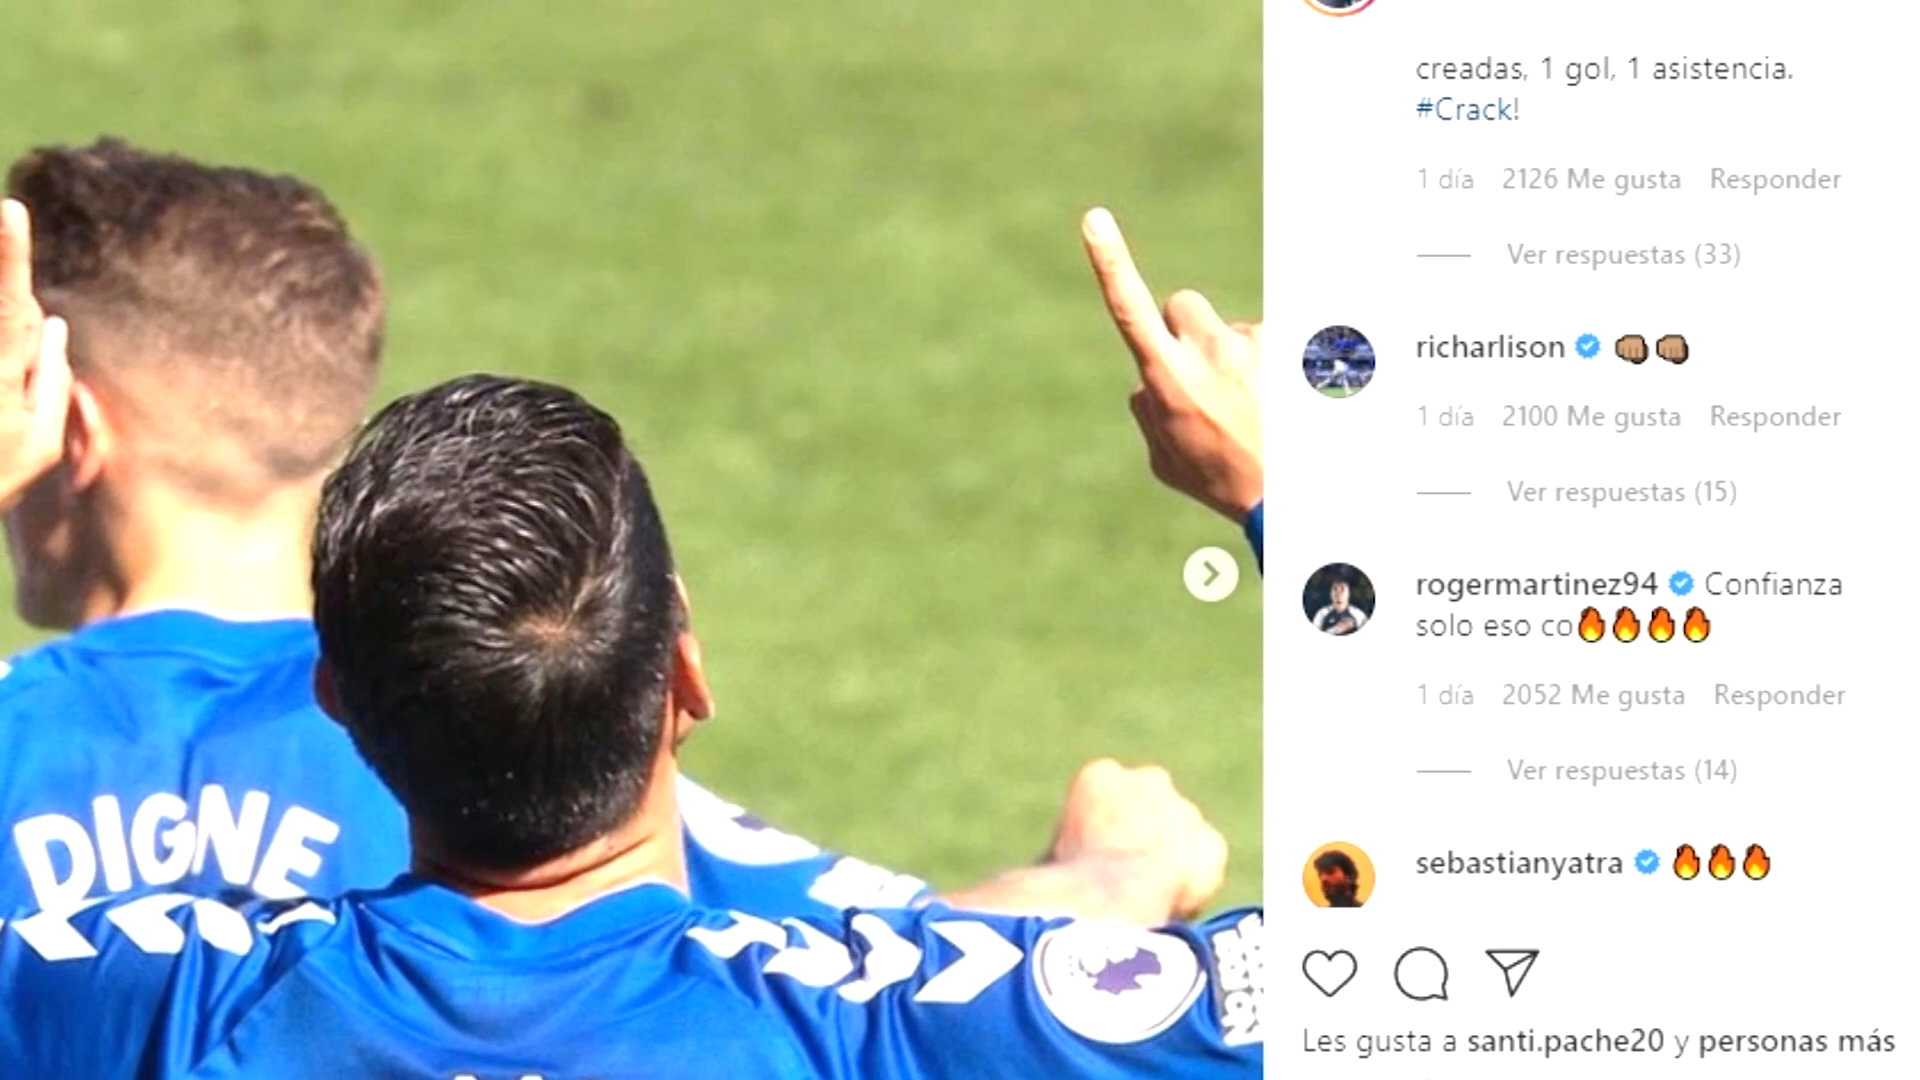 DIGNE
creadas, 1 gol, 1 asistencia.
#Crack!
1 día 2126 Me gusta Responder
Ver respuestas (33)
richarlison 👊🏽👊🏽
1 día 2100 Me gusta Responder
Ver respuestas (15)
rogermartinez94 Confianza
solo eso co🔥🔥🔥🔥
1 día 2052 Me gusta Responder
Ver respuestas (14)
sebastianyatra 🔥🔥🔥
Les gusta a santi.pache20 y personas más